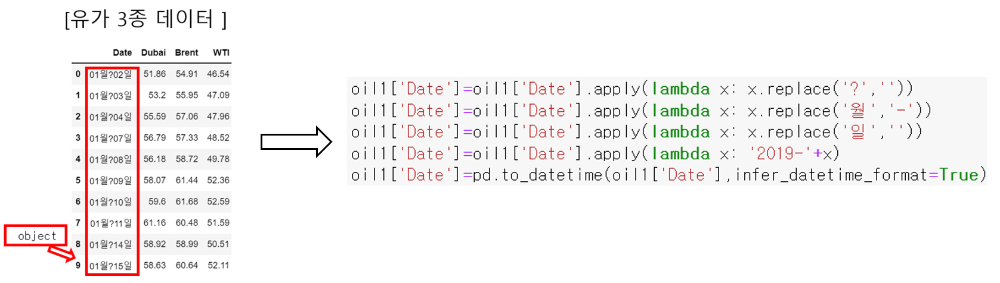 [유가 3종 데이터 ]
Date Dubai Brent WTI
0 01월?02일 51.86 54.91 46.54
1 01월?03일 53.2 55.95 47.09
2 01월?04일 55.59 57.06 47.96
3 01월?07일 56.79 57.33 48.52
4 01월?08일 56.18 58.72 49.78
5 01월?09일 58.07 61.44 52.36
6 01월?10일 59.6 61.68 52.59
7 01월?11일 61.16 60.48 51.59
8 01월?14일 58.92 58.99 50.51
9 01월?15일 58.63 60.64 52.11
object
oil1['Date']=oil1['Date'].apply(lambda x: x.replace('?',''))
oil1['Date']=oil1['Date'].apply(lambda x: x.replace('월','-'))
oil1['Date']=oil1['Date'].apply(lambda x: x.replace('일',''))
oil1['Date']=oil1['Date'].apply(lambda x: '2019-'+x)
oil1['Date']=pd.to_datetime(oil1['Date'],infer_datetime_format=True)